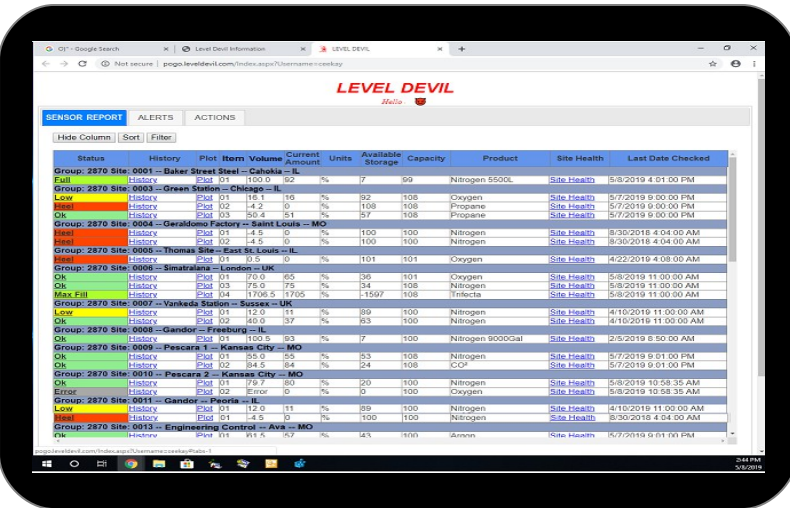 O)" - Google Search Level Devil Information LEVEL DEVIL
Not secure | pogo.leveldevil.com/Index.aspx?Username=ceekay
LEVEL DEVIL
Hello
SENSOR REPORT ALERTS ACTIONS
Hide Column Sort Filter
Status History Plot Item Volume Current Amount Units Available Storage Capacity Product Site Health Last Date Checked
Group: 2870 Site: 0001 -- Baker Street Steel -- Cahokia -- IL
Full History Plot 01 100.0 92 % 7 99 Nitrogen 5500L Site Health 5/8/2019 4:01:00 PM
Group: 2870 Site: 0003 -- Green Station -- Chicago -- IL
Low History Plot 01 16.1 16 % 92 108 Oxygen Site Health 5/7/2019 9:00:00 PM
Heel History Plot 02 -4.2 0 % 108 108 Propane Site Health 5/7/2019 9:00:00 PM
Ok History Plot 03 50.4 51 % 57 108 Propane Site Health 5/7/2019 9:00:00 PM
Group: 2870 Site: 0004 -- Geraldomo Factory -- Saint Louis -- MO
Heel History Plot 01 -4.5 0 % 100 100 Nitrogen Site Health 8/30/2018 4:04:00 AM
Heel History Plot 02 -4.5 0 % 100 100 Nitrogen Site Health 8/30/2018 4:04:00 AM
Group: 2870 Site: 0005 -- Thomas Site -- East St. Louis -- IL
Heel History Plot 01 0.5 0 % 101 101 Oxygen Site Health 4/22/2019 4:08:00 AM
Group: 2870 Site: 0006 -- Simatralana -- London -- UK
Ok History Plot 01 70.0 65 % 36 101 Oxygen Site Health 5/8/2019 11:00:00 AM
Ok History Plot 03 75.0 75 % 34 108 Nitrogen Site Health 5/8/2019 11:00:00 AM
Max Fill History Plot 04 1706.5 1705 % -1597 108 Trifecta Site Health 5/8/2019 11:00:00 AM
Group: 2870 Site: 0007 -- Vankeda Station -- Sussex -- UK
Low History Plot 01 12.0 11 % 89 100 Nitrogen Site Health 4/10/2019 11:00:00 AM
Ok History Plot 02 40.0 37 % 63 100 Nitrogen Site Health 4/10/2019 11:00:00 AM
Group: 2870 Site: 0008 -- Gandor -- Freeburg -- IL
Ok History Plot 01 100.5 93 % 7 100 Nitrogen 9000Gal Site Health 2/5/2019 8:50:00 AM
Group: 2870 Site: 0009 -- Pescara 1 -- Kansas City -- MO
Ok History Plot 01 55.0 55 % 53 108 Nitrogen Site Health 5/7/2019 9:01:00 PM
Ok History Plot 02 84.5 84 % 24 108 CO² Site Health 5/7/2019 9:01:00 PM
Group: 2870 Site: 0010 -- Pescara 2 -- Kansas City -- MO
Ok History Plot 01 79.7 80 % 20 100 Nitrogen Site Health 5/8/2019 10:58:35 AM
Error History Plot 02 Error 0 % 0 100 Oxygen Site Health 5/8/2019 10:58:35 AM
Group: 2870 Site: 0011 -- Gandor -- Peoria -- IL
Low History Plot 01 12.0 11 % 89 100 Nitrogen Site Health 4/10/2019 11:00:00 AM
Heel History Plot 01 -4.5 0 % 100 100 Nitrogen Site Health 8/30/2018 4:04:00 AM
Group: 2870 Site: 0013 -- Engineering Control -- Ava -- MO
Ok History Plot 01 61.5 57 % 43 100 Argon Site Health 5/7/2019 9:01:00 PM
pogo.leveldevil.com/Index.aspx?Username=ceekay#tabs-1
2:44 PM
5/8/2019